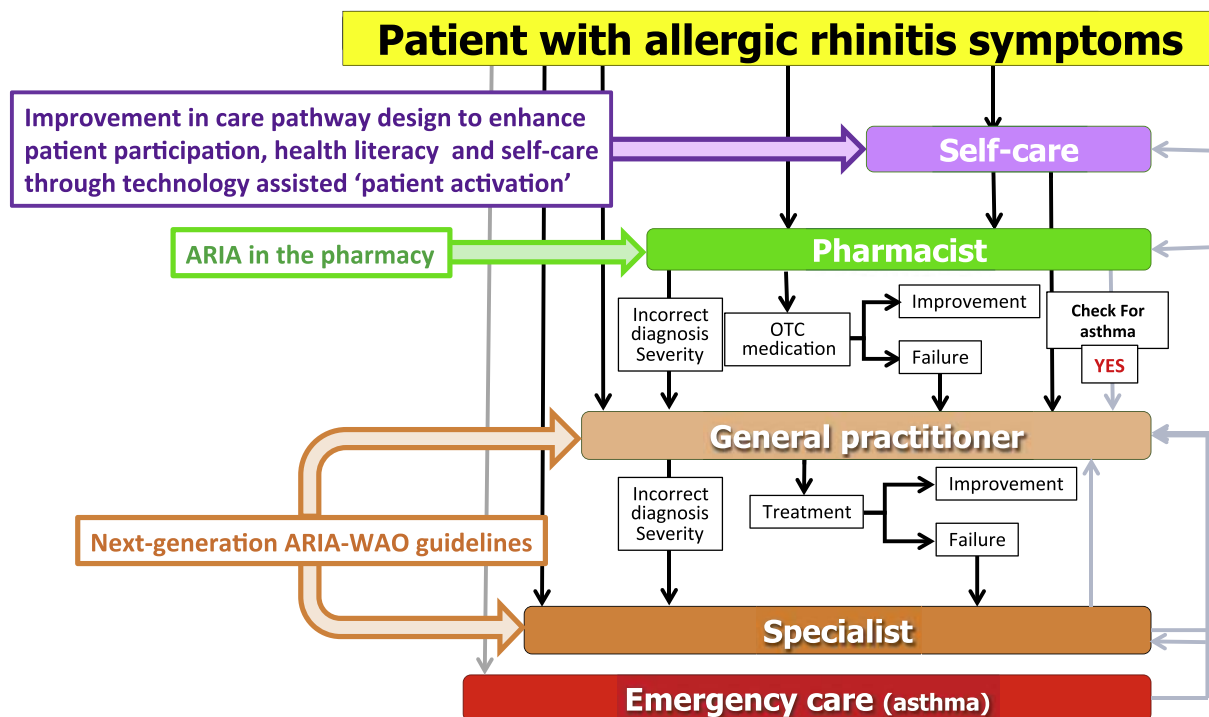 Patient with allergic rhinitis symptoms
Improvement in care pathway design to enhance
patient participation, health literacy and self-care
through technology assisted ‘patient activation’
Self-care
ARIA in the pharmacy
Pharmacist
Incorrect
diagnosis
Severity
OTC
medication
Improvement
Failure
Check For
asthma
YES
General practitioner
Incorrect
diagnosis
Severity
Treatment
Improvement
Failure
Next-generation ARIA-WAO guidelines
Specialist
Emergency care (asthma)